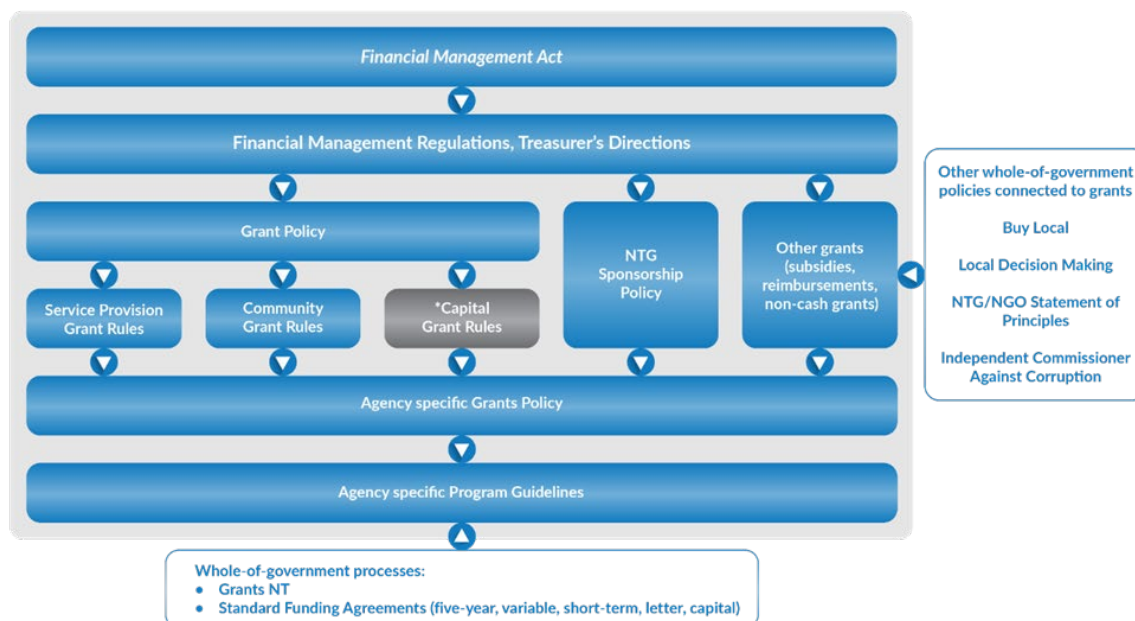 Financial Management Act
Financial Management Regulations, Treasurer's Directions
Grant Policy
Service Provision
Grant Rules
Community
Grant Rules
*Capital
Grant Rules
NTG
Sponsorship
Policy
Other grants
(subsidies,
reimbursements,
non-cash grants)
Agency specific Grants Policy
Agency specific Program Guidelines
Other whole-of-government
policies connected to grants
Buy Local
Local Decision Making
NTG/NGO Statement of
Principles
Independent Commissioner
Against Corruption
Whole-of-government processes:
● Grants NT
● Standard Funding Agreements (five-year, variable, short-term, letter, capital)